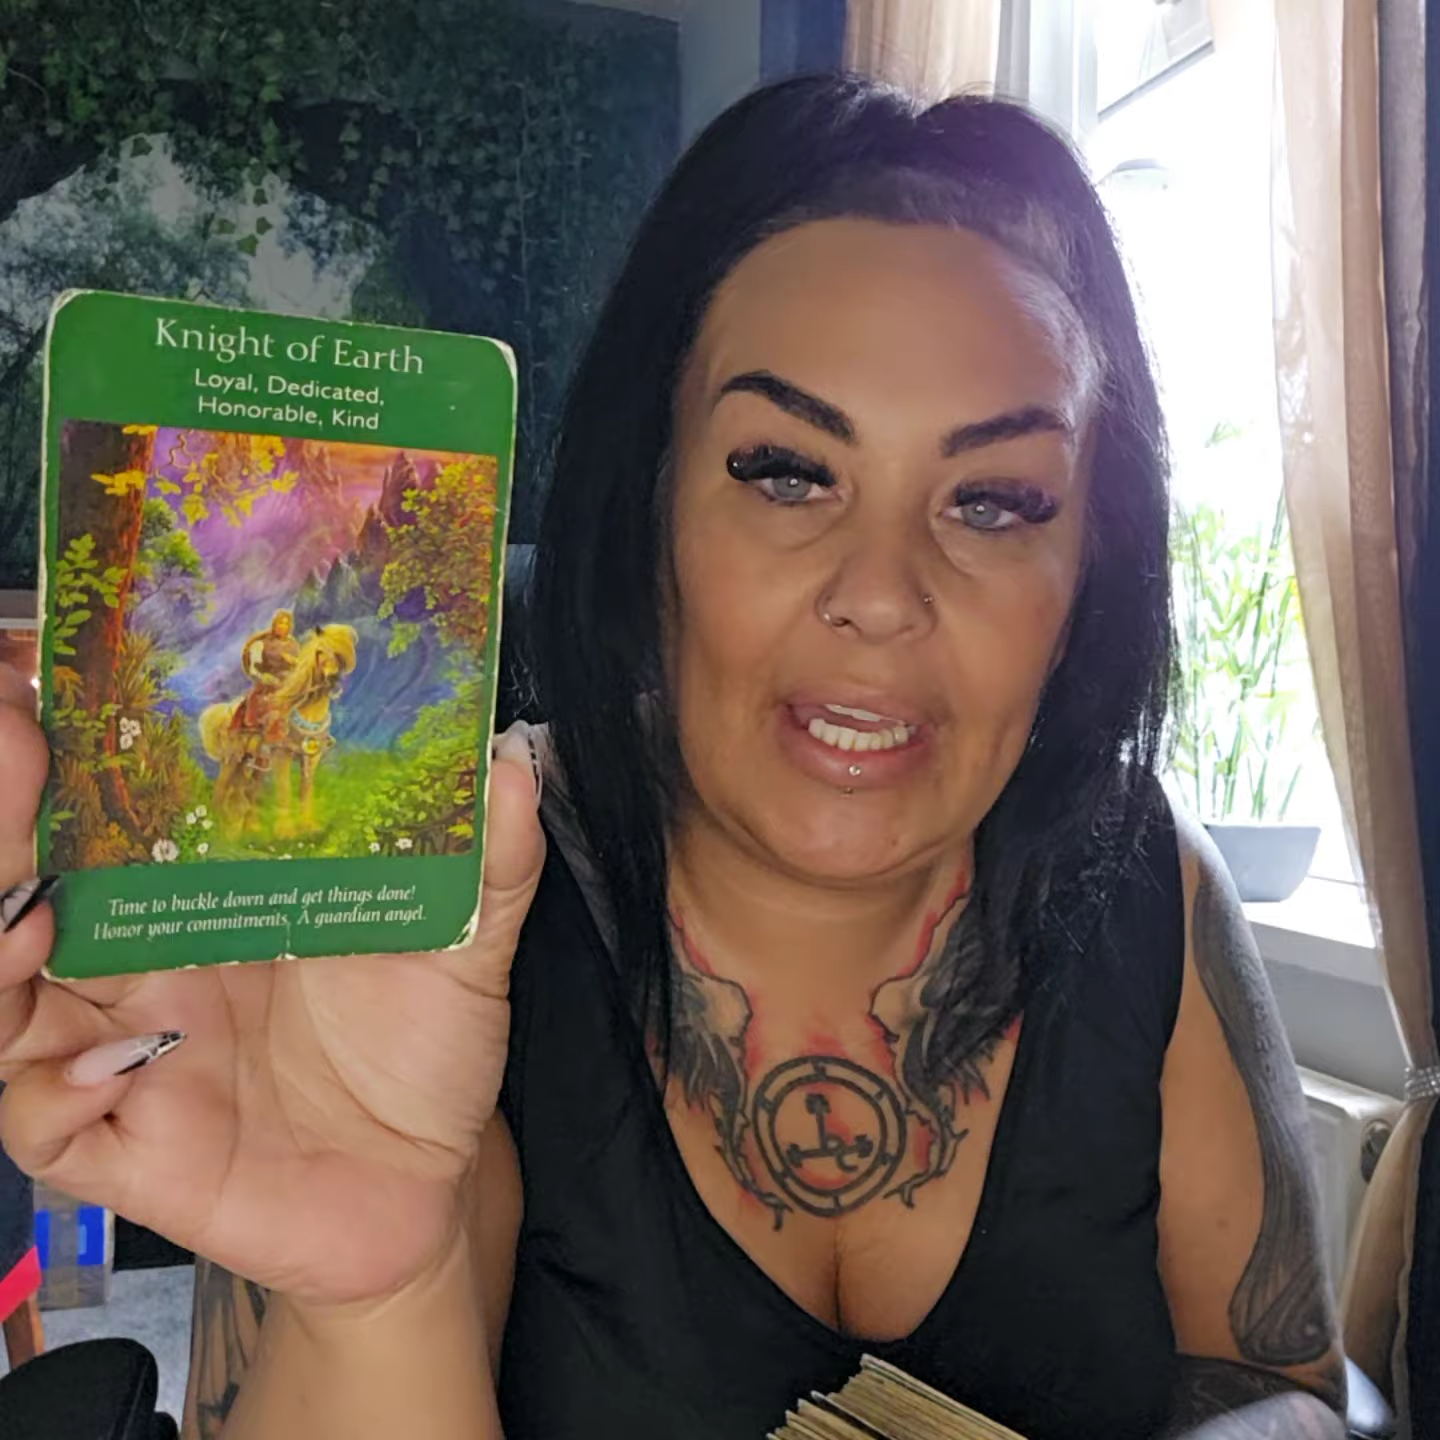 Knight of Earth
Loyal, Dedicated,
Honorable, Kind
Time to buckle down and get things done!
Honor your commitments. A guardian angel.